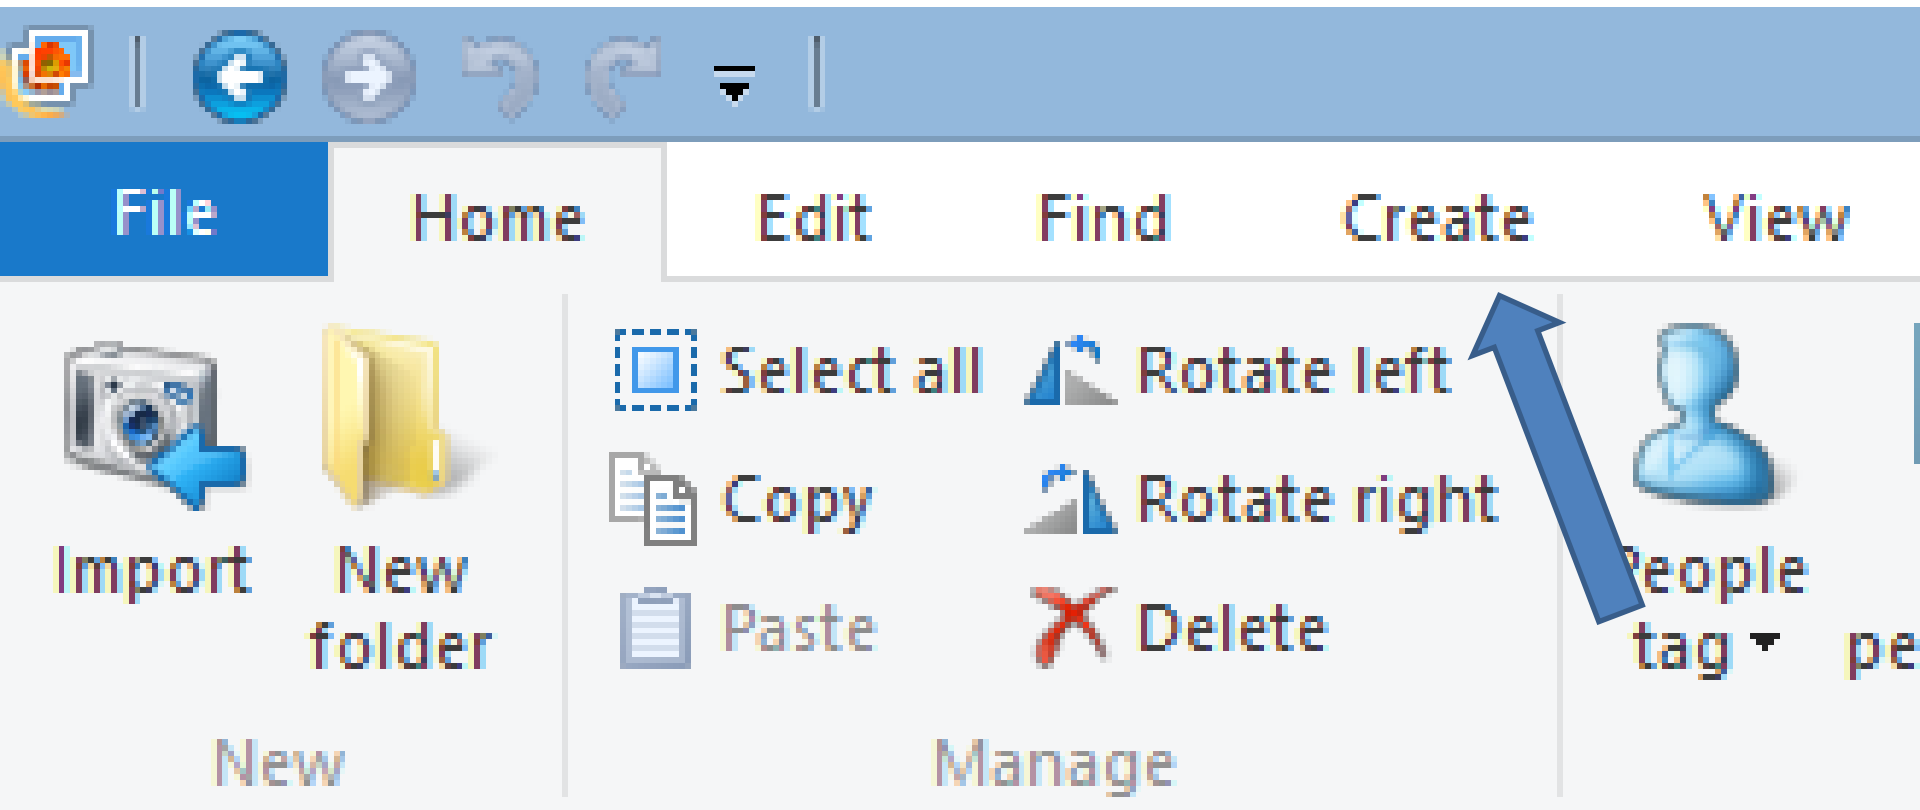 File Home Edit Find Create View
Select all Rotate left
Copy Rotate right
Import New folder
Paste Delete
People tag
New Manage